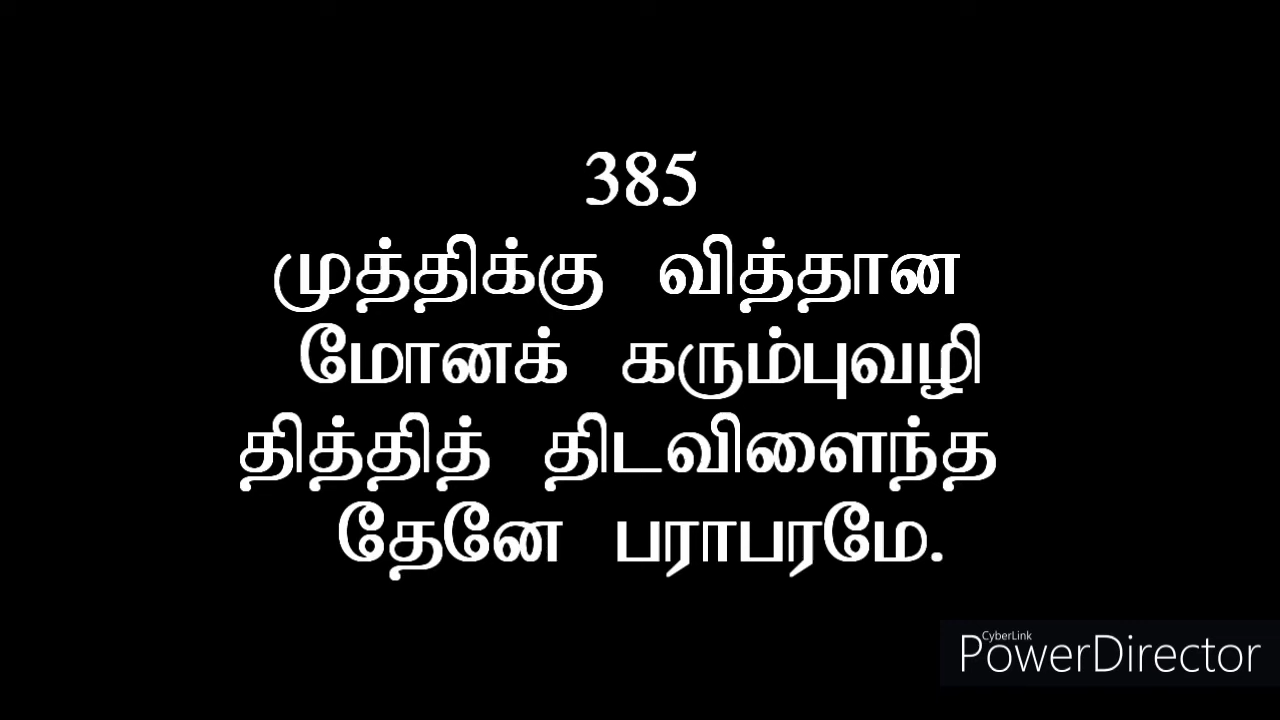 385
முத்திக்கு வித்தான
மோனக் கரும்புவழி
தித்தித் திடவிளைந்த
தேனே பராபரமே.
CyberLink
PowerDirector